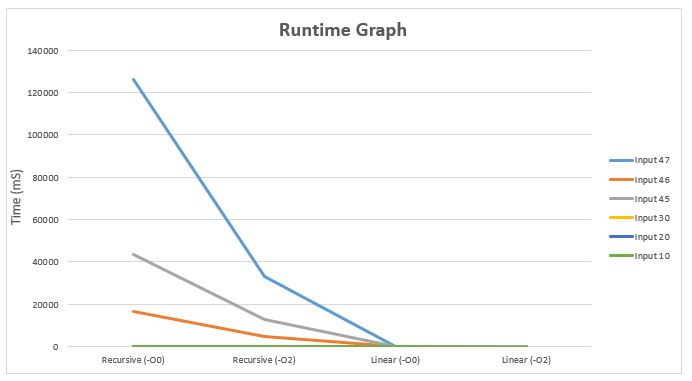 Runtime Graph
140000
120000
100000
80000
60000
40000
20000
0
Time (mS)
Recursive (-O0)
Recursive (-O2)
Linear (-O0)
Linear (-O2)
Input 47
Input 46
Input 45
Input 30
Input 20
Input 10